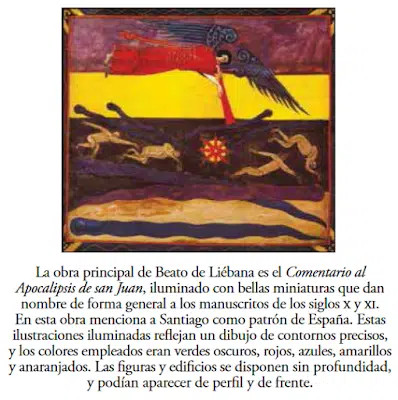 La obra principal de Beato de Liébana es el Comentario al
Apocalipsis de san Juan, iluminado con bellas miniaturas que dan
nombre de forma general a los manuscritos de los siglos X y XI.
En esta obra menciona a Santiago como patrón de España. Estas
ilustraciones iluminadas reflejan un dibujo de contornos precisos,
y los colores empleados eran verdes oscuros, rojos, azules, amarillos
y anaranjados. Las figuras y edificios se disponen sin profundidad,
y podían aparecer de perfil y de frente.